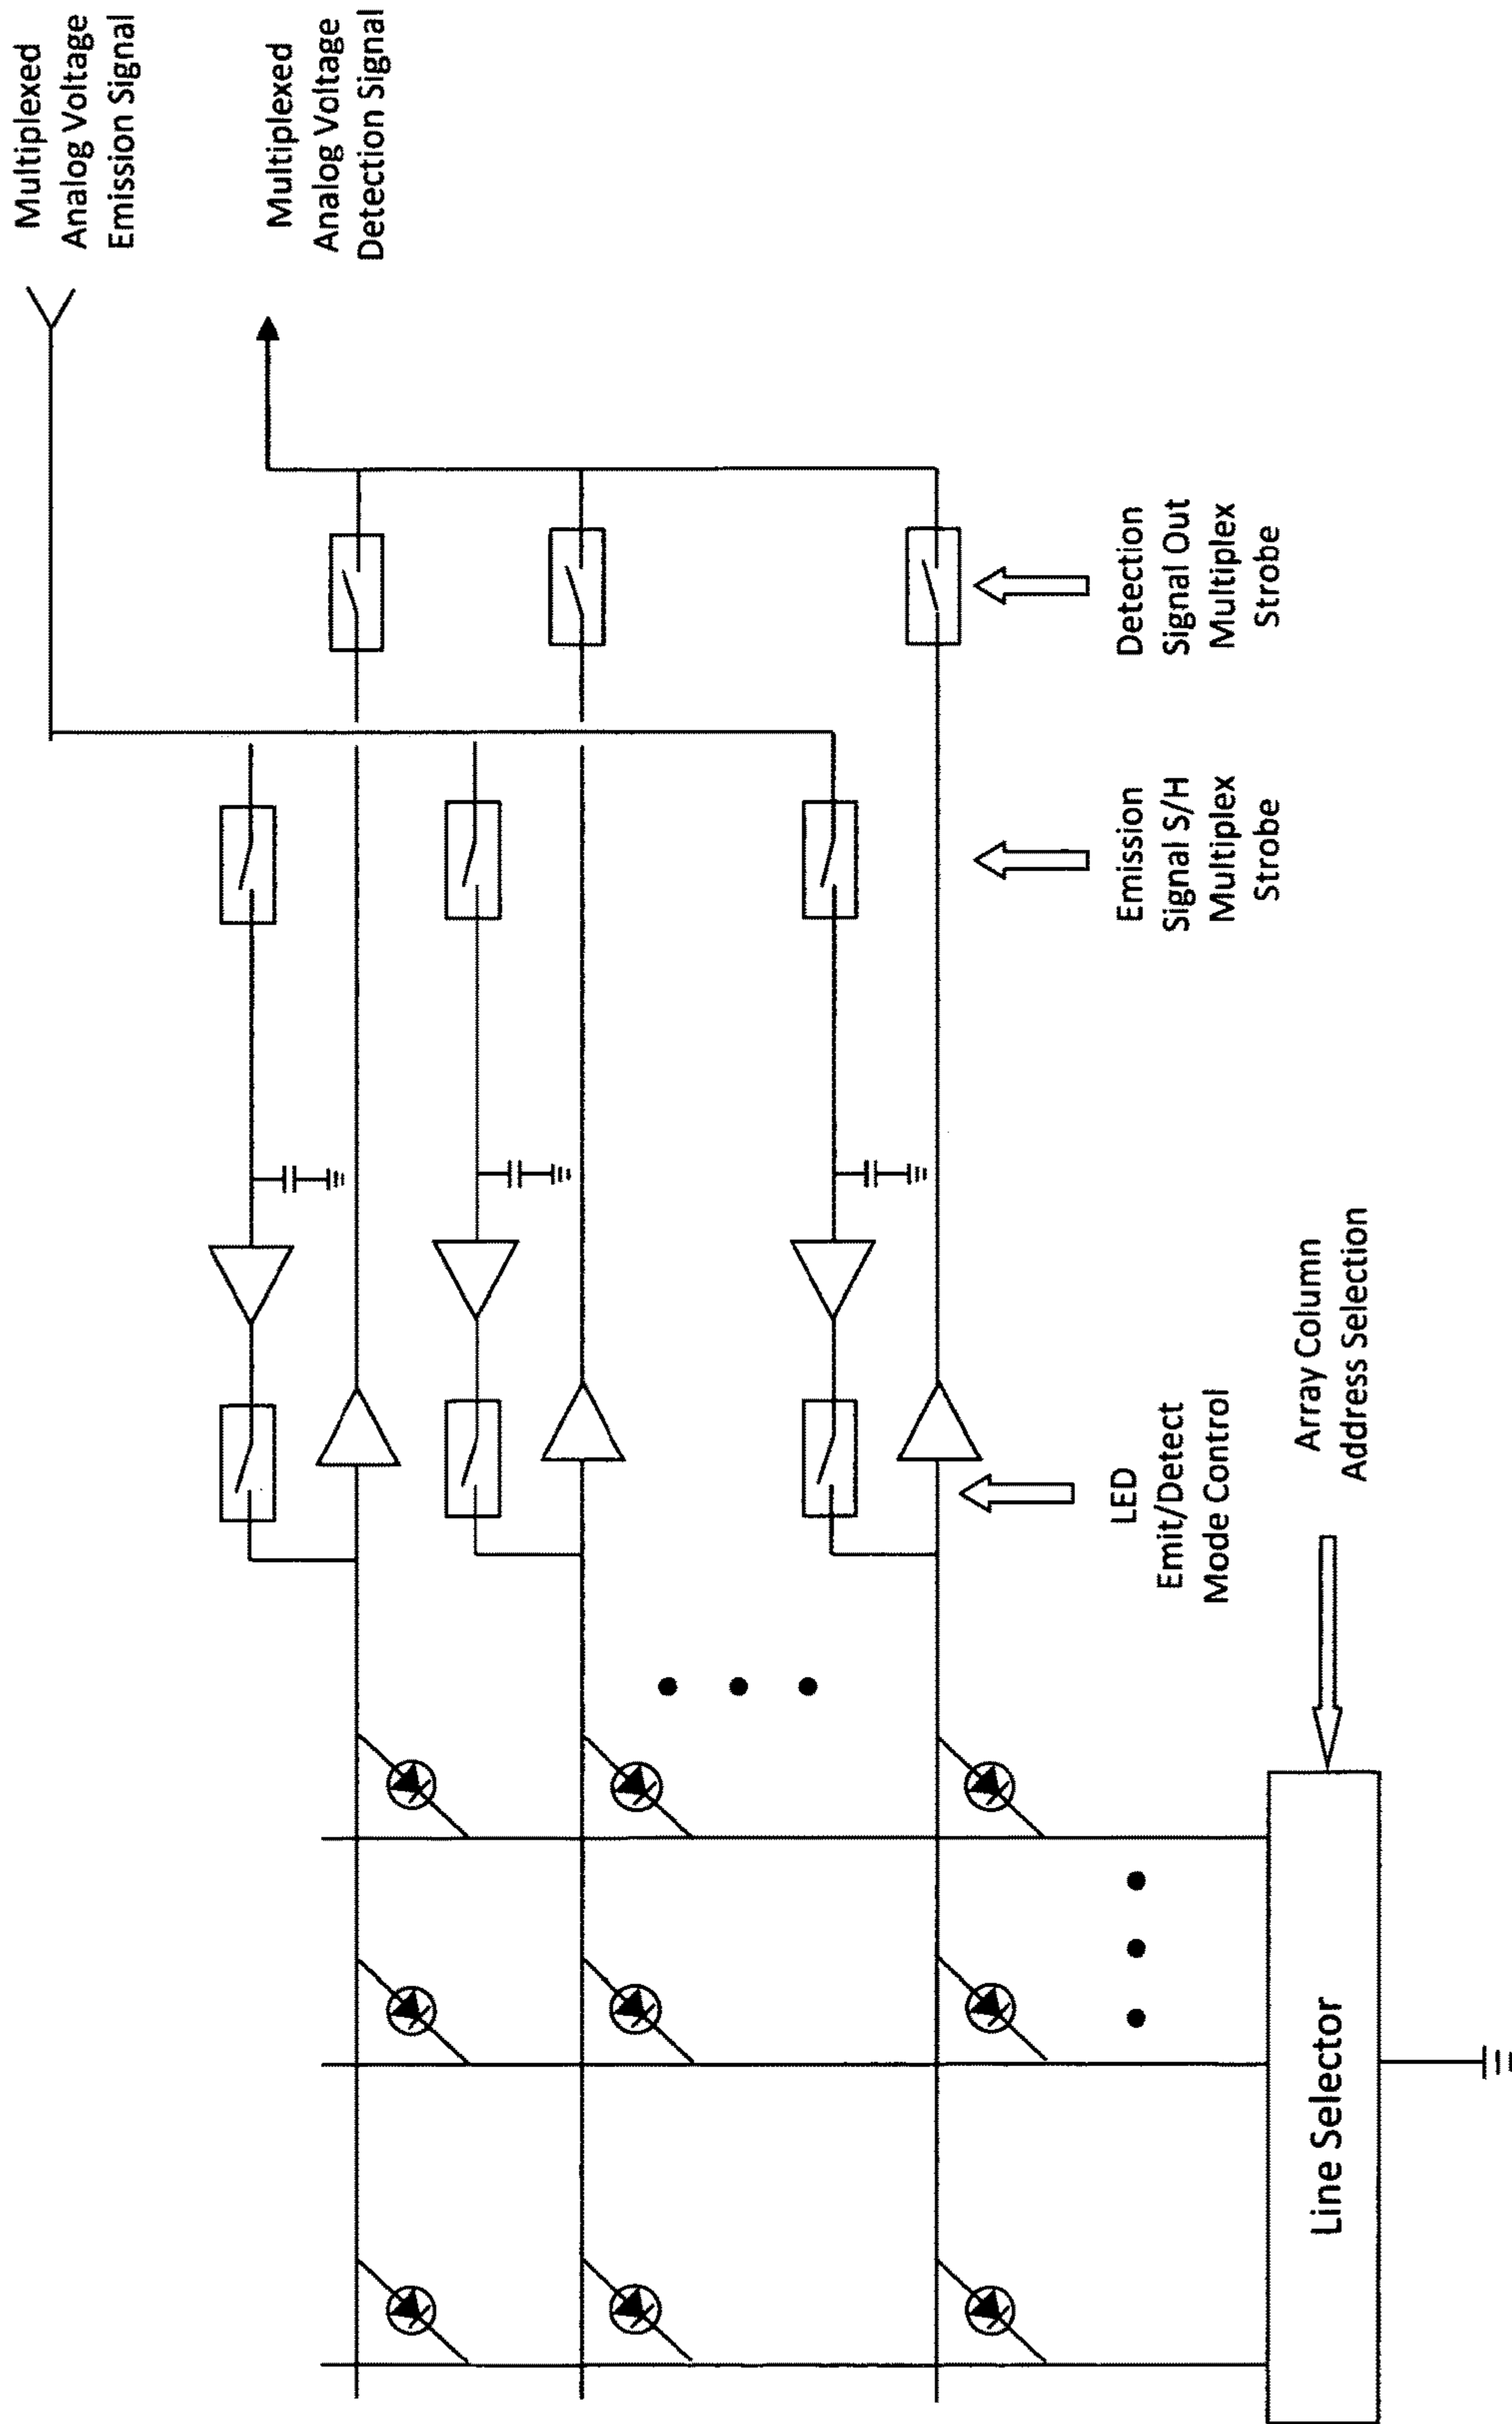 Multiplexed
Analog Voltage
Emission Signal
Multiplexed
Analog Voltage
Detection Signal
Detection
Signal Out
Multiplex
Strobe
Emission
Signal S/H
Multiplex
Strobe
LED
Emit/Detect
Mode Control
Array Column
Address Selection
Line Selector